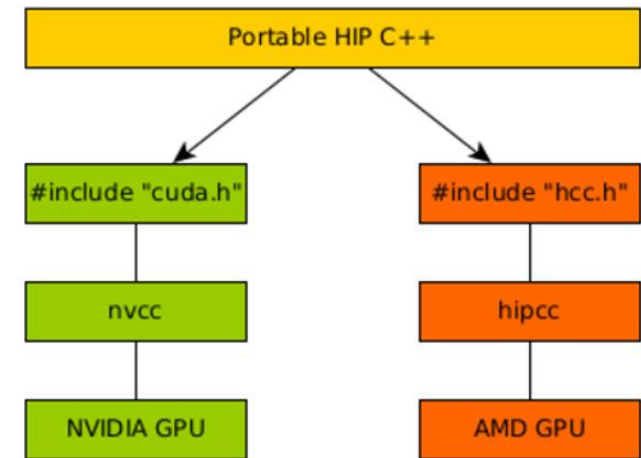 Portable HIP C++
#include "cuda.h"
#include "hcc.h"
nvcc
hipcc
NVIDIA GPU
AMD GPU